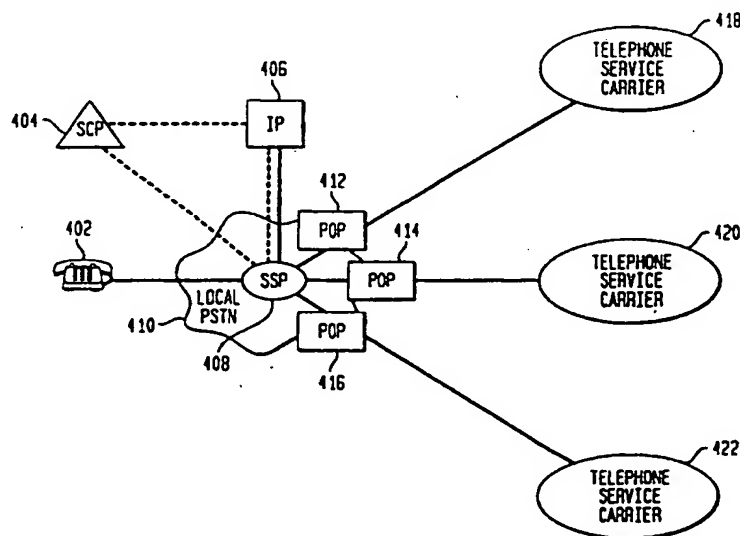 418
TELEPHONE
SERVICE
CARRIER
406
IP
404
SCP
412
POP
414
POP
402
SSP
LOCAL
PSTN
410
408
POP
416
420
TELEPHONE
SERVICE
CARRIER
422
TELEPHONE
SERVICE
CARRIER